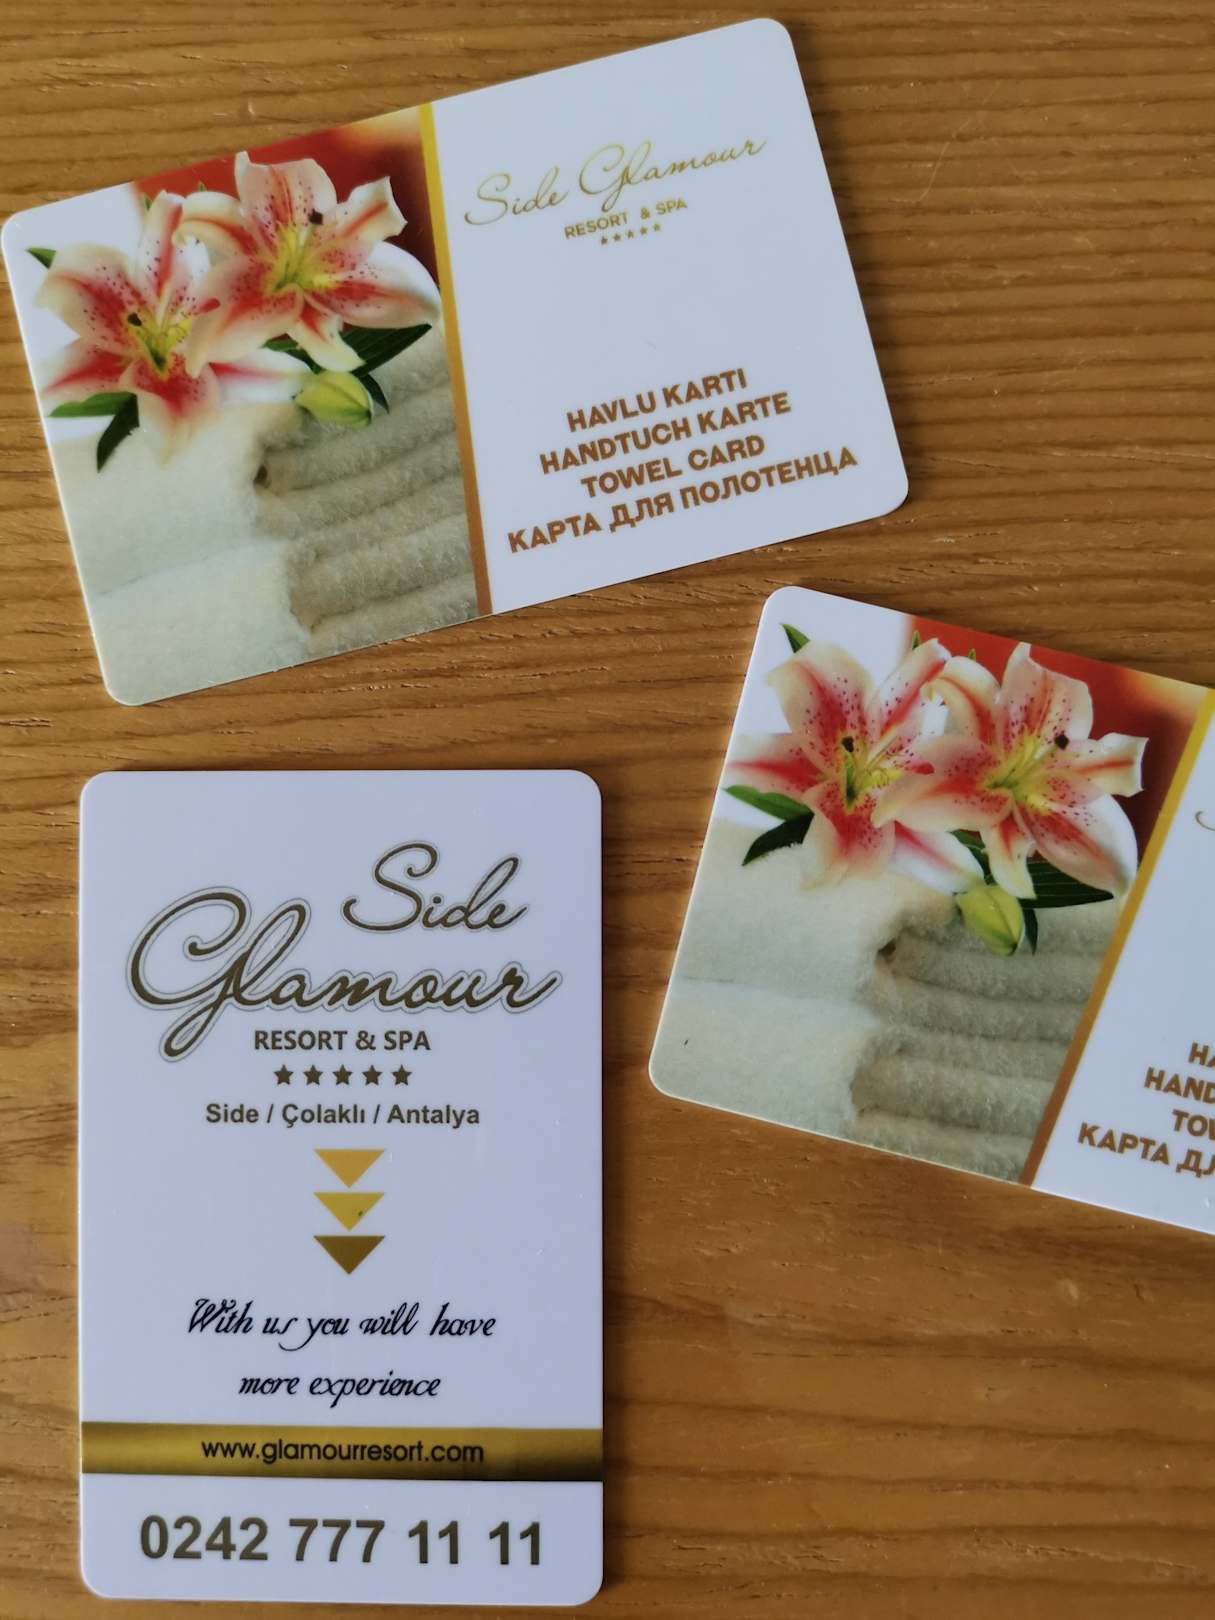 Side Glamour
RESORT & SPA
HAVLU KARTI
HANDTUCH KARTE
TOWEL CARD
КАРТА ДЛЯ ПОЛОТЕНЦА
Side
Glamour
RESORT & SPA
Side / Çolaklı / Antalya
With us you will have
more experience
www.glamourresort.com
0242 777 11 11
КАРТА